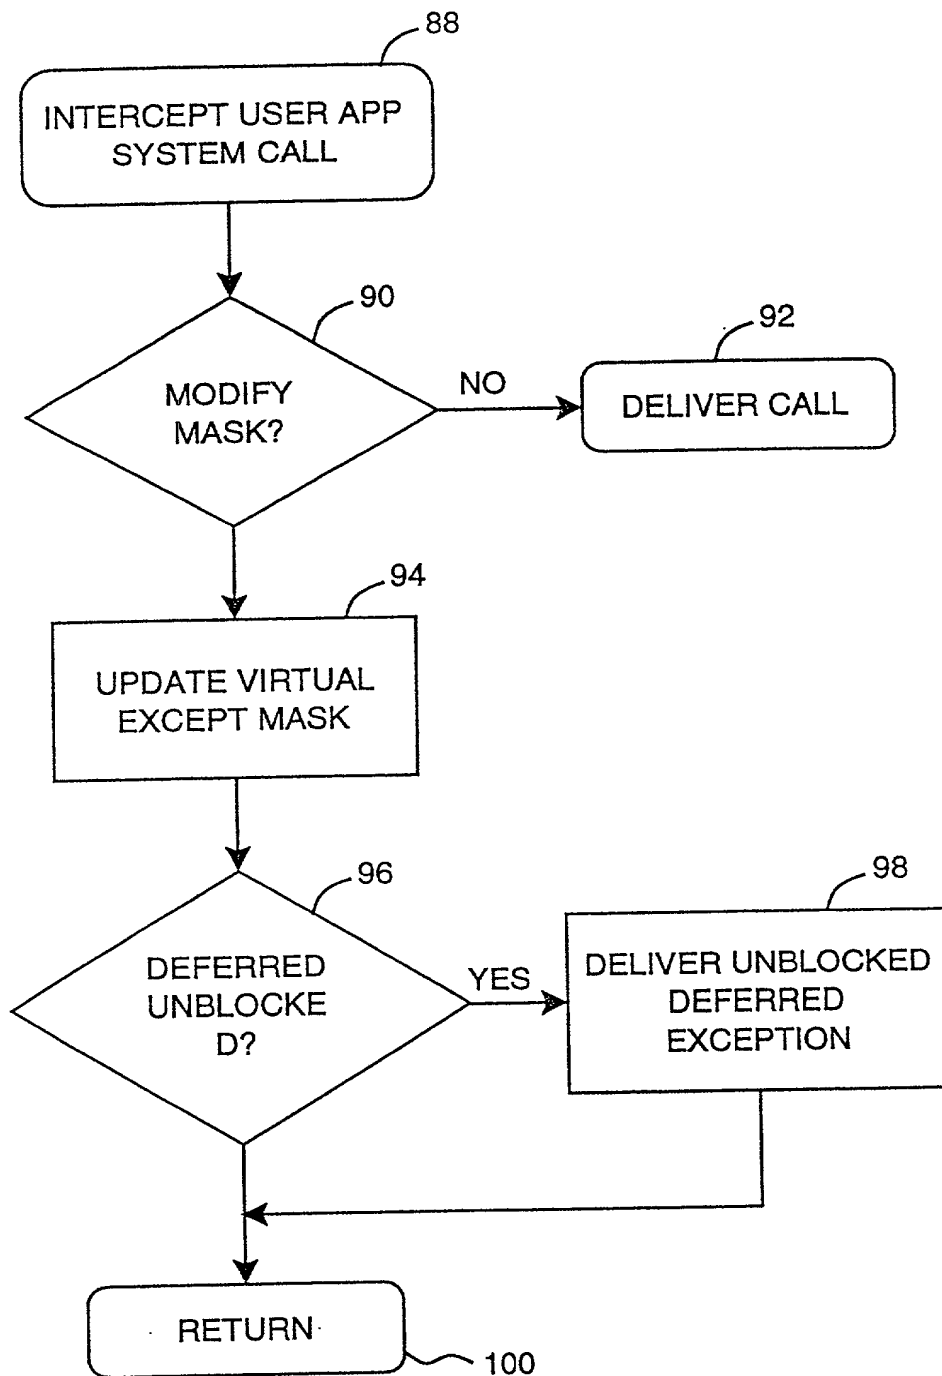 88
INTERCEPT USER APP
SYSTEM CALL
90
MODIFY
MASK?
NO
92
DELIVER CALL
94
UPDATE VIRTUAL
EXCEPT MASK
96
DEFERRED
UNBLOCKE
D?
YES
98
DELIVER UNBLOCKED
DEFERRED
EXCEPTION
RETURN
100